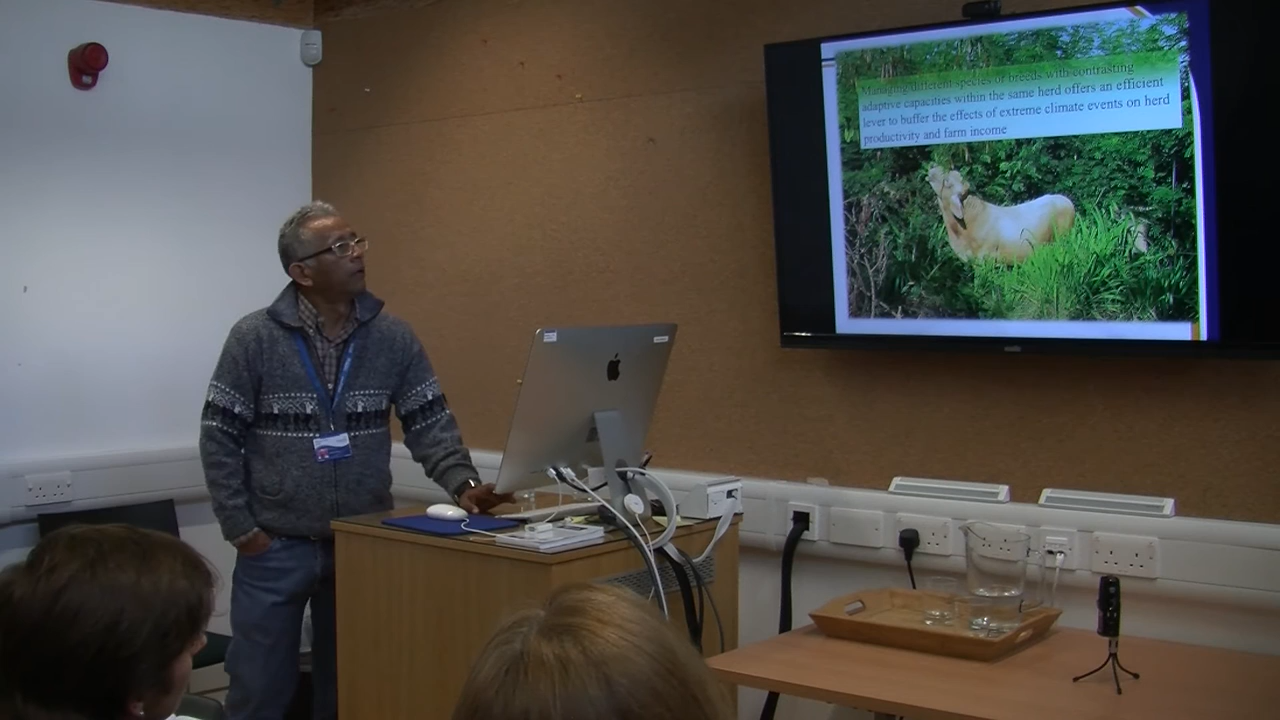 Managing different species of breeds with contrasting
adaptive capacities within the same herd offers an efficient
lever to buffer the effects of extreme climate events on herd
productivity and farm income